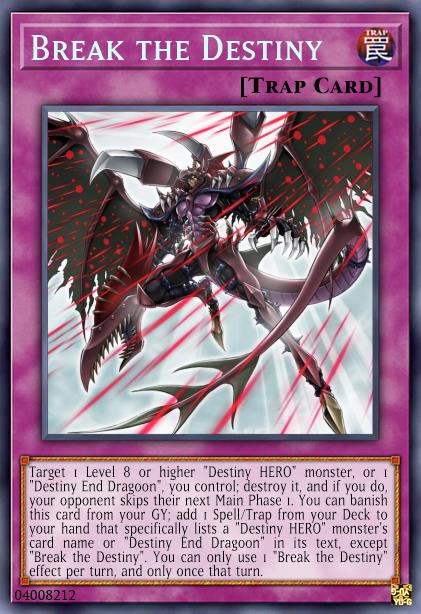 BREAK THE DESTINY
TRAP
罠
[TRAP CARD]
Target 1 Level 8 or higher "Destiny HERO" monster, or 1
"Destiny End Dragoon", you control; destroy it, and if you do,
your opponent skips their next Main Phase 1. You can banish
this card from your GY; add 1 Spell/Trap from your Deck to
your hand that specifically lists a "Destiny HERO" monster's
card name or "Destiny End Dragoon" in its text, except
"Break the Destiny". You can only use 1 "Break the Destiny"
effect per turn, and only once that turn.
04008212